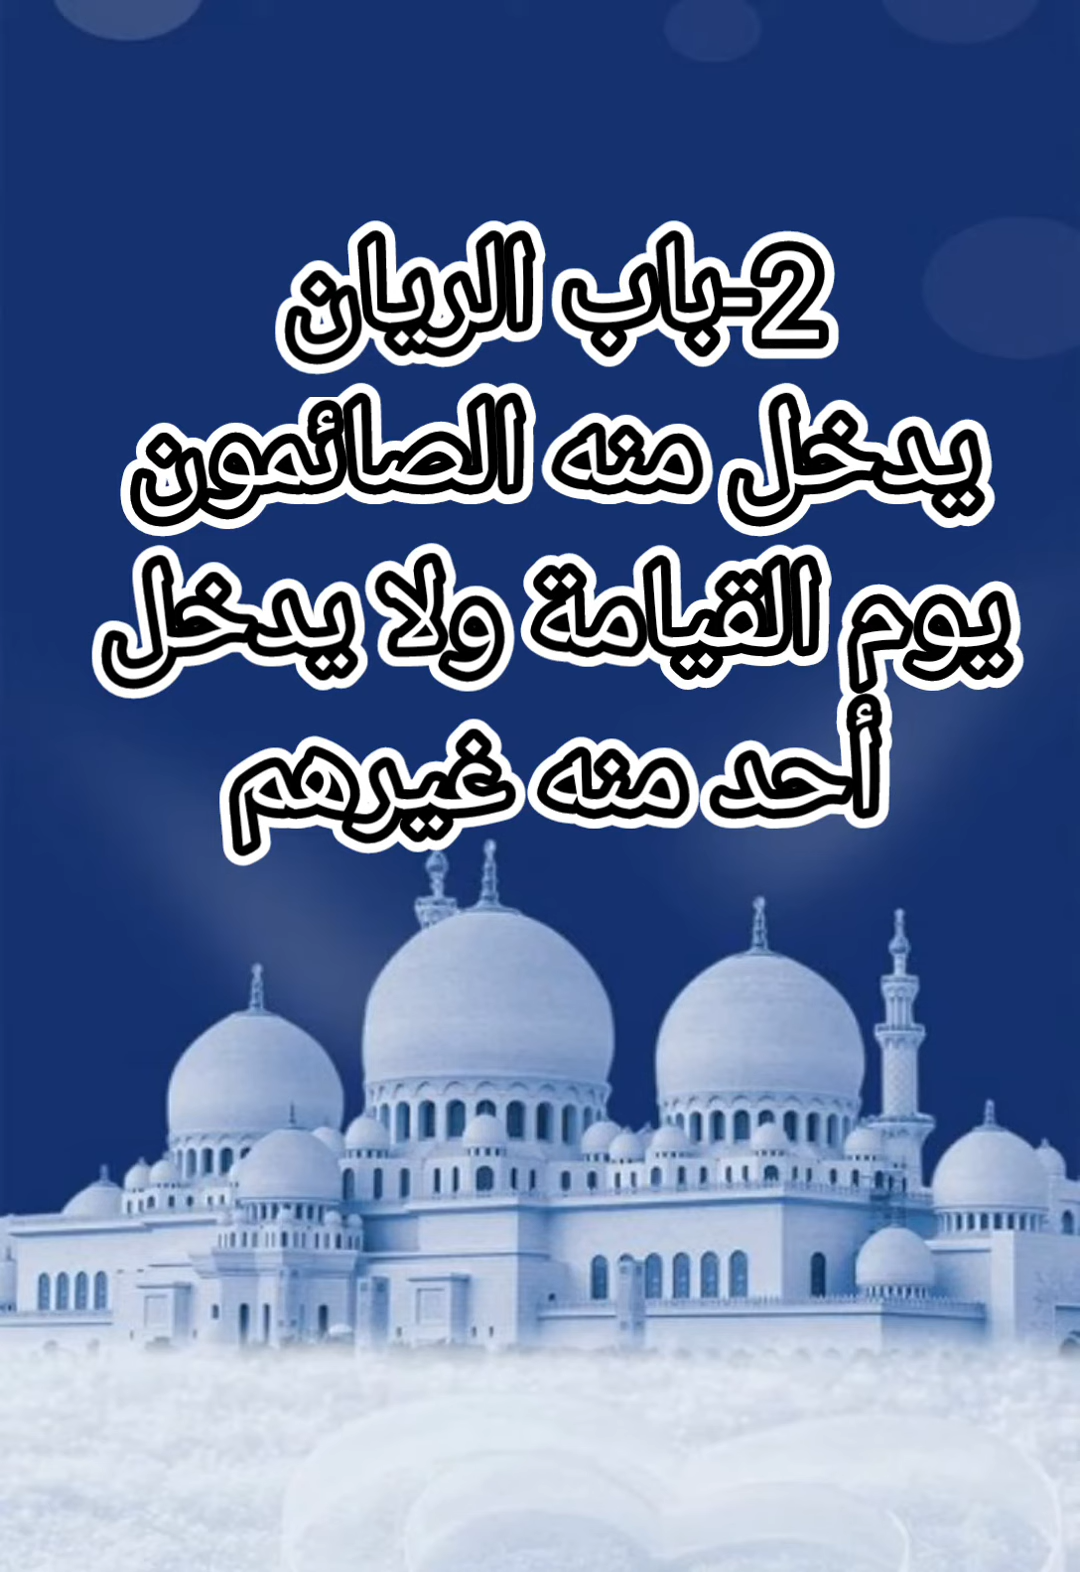 2-باب الريان
يدخل منه الصائمون
يوم القيامة ولا يدخل
أحد منه غيرهم